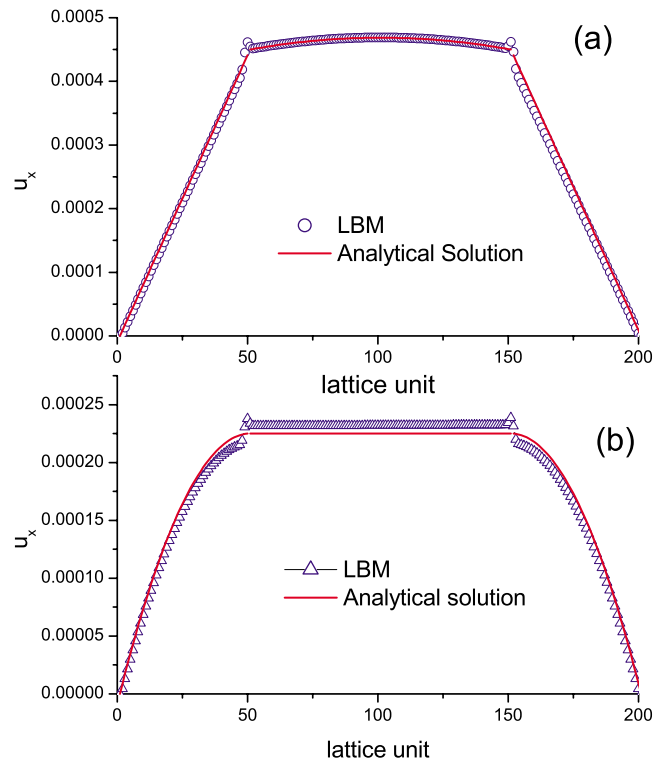 0.0005
0.0004
0.0003
0.0002
0.0001
0.0000
u_x
(a)
LBM
Analytical Solution
0 50 100 150 200
lattice unit
0.00025
0.00020
0.00015
0.00010
0.00005
0.00000
u_x
(b)
LBM
Analytical solution
0 50 100 150 200
lattice unit